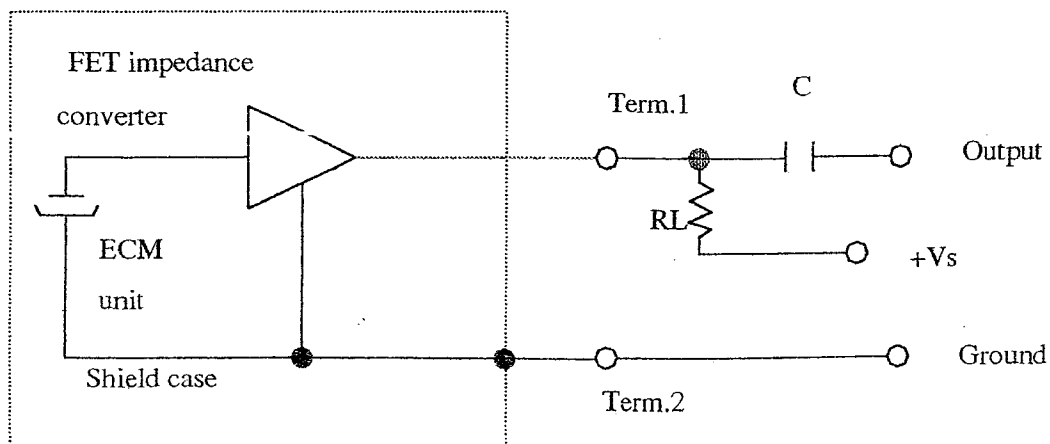 FET impedance
converter
Term.1
C
Output
RL
+Vs
ECM
unit
Shield case
Term.2
Ground